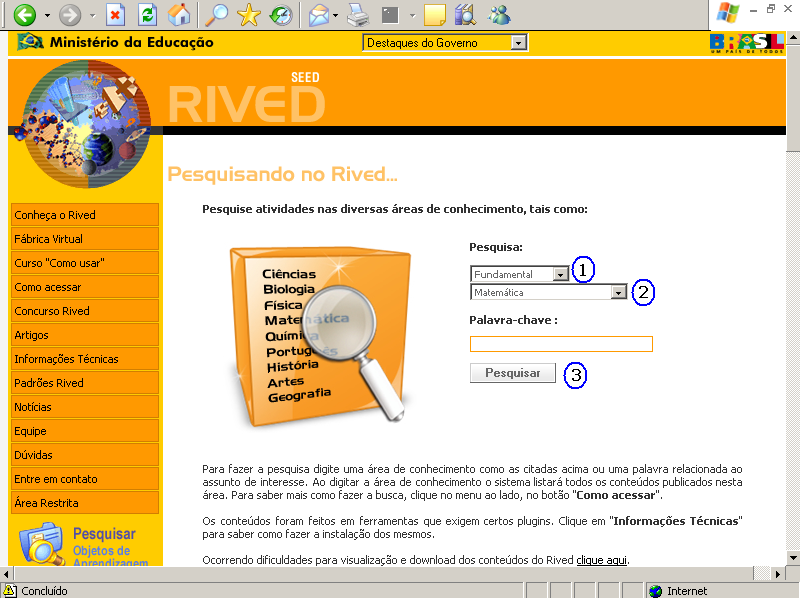 Ministério da Educação
Destaques do Governo
BRASIL
UM PAÍS DE TODOS
SEED
RIVED
Pesquisando no Rived...
Pesquise atividades nas diversas áreas de conhecimento, tais como:
Conheça o Rived
Fábrica Virtual
Curso "Como usar"
Como acessar
Concurso Rived
Artigos
Informações Técnicas
Padrões Rived
Notícias
Equipe
Dúvidas
Entre em contato
Área Restrita
Pesquisar
Objetos de
Aprendizagem
Ciências
Biologia
Física
Matemática
Química
Português
História
Artes
Geografia
Pesquisa:
Fundamental
1
Matemática
2
Palavra-chave :
Pesquisar
3
Para fazer a pesquisa digite uma área de conhecimento como as citadas acima ou uma palavra relacionada ao
assunto de interesse. Ao digitar a área de conhecimento o sistema listará todos os conteúdos publicados nesta
área. Para saber mais como fazer a busca, clique no menu ao lado, no botão "Como acessar".
Os conteúdos foram feitos em ferramentas que exigem certos plugins. Clique em "Informações Técnicas"
para saber como fazer a instalação dos mesmos.
Ocorrendo dificuldades para visualização e download dos conteúdos do Rived clique aqui.
Concluído
Internet